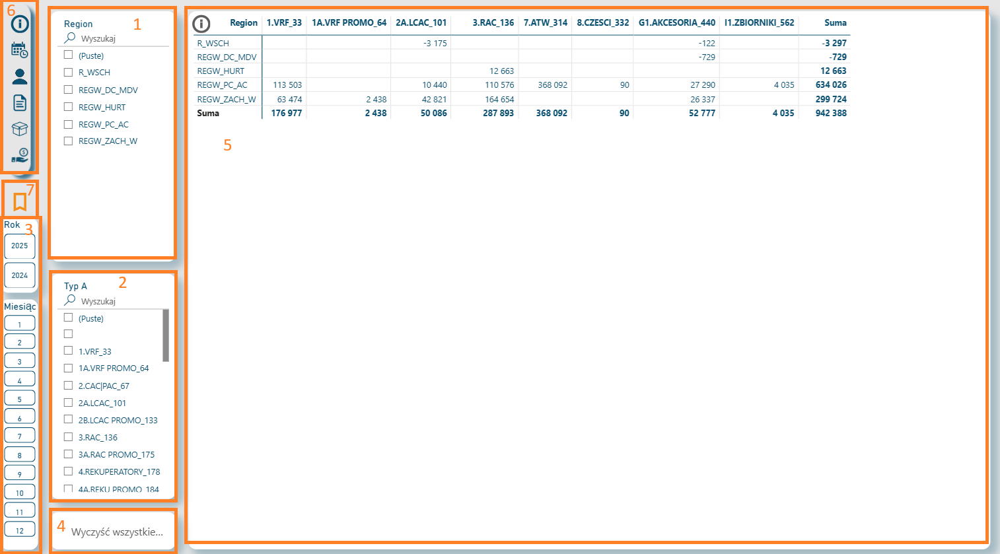 6
7
Rok
3
2025
2024
Miesiąc
1
2
3
4
5
6
7
8
9
10
11
12
Region
1
Wyszukaj
(Puste)
R_WSCH
REGW_DC_MDV
REGW_HURT
REGW_PC_AC
REGW_ZACH_W
Typ A
2
Wyszukaj
(Puste)
1.VRF_33
1A.VRF PROMO_64
2.CAC|PAC_67
2A.LCAC_101
2B.LCAC PROMO_133
3.RAC_136
3A.RAC PROMO_175
4.REKUPERATORY_178
4A.REKU PROMO_184
4
Wyczyść wszystkie...
Region 1.VRF_33 1A.VRF PROMO_64 2A.LCAC_101 3.RAC_136 7.ATW_314 8.CZESCI_332 G1.AKCESORIA_440 I1.ZBIORNIKI_562 Suma
R_WSCH -3 175 -122 -3 297
REGW_DC_MDV -729 -729
REGW_HURT 12 663 12 663
REGW_PC_AC 113 503 10 440 110 576 368 092 90 27 290 4 035 634 026
REGW_ZACH_W 63 474 2 438 42 821 164 654 26 337 299 724
Suma 176 977 2 438 50 086 287 893 368 092 90 52 777 4 035 942 388
5